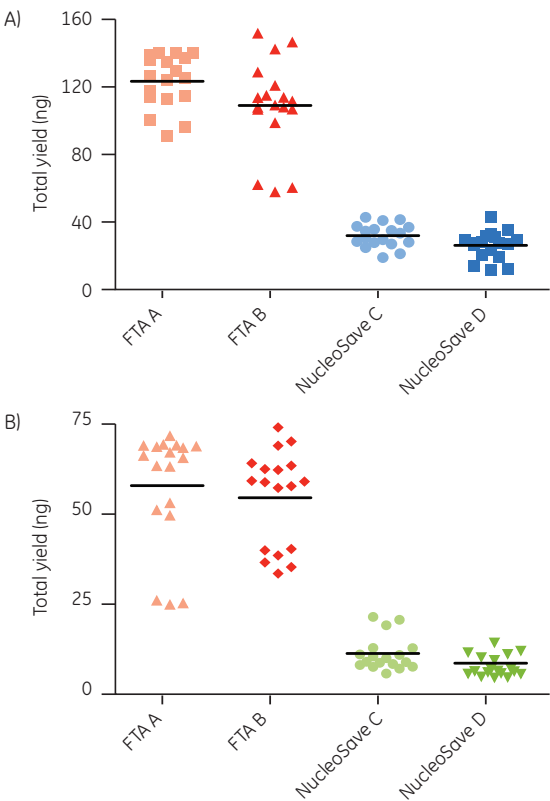 A)
Total yield (ng)
160
120
80
40
0
FTA A
FTA B
NucleoSave C
NucleoSave D
B)
Total yield (ng)
75
50
25
0
FTA A
FTA B
NucleoSave C
NucleoSave D